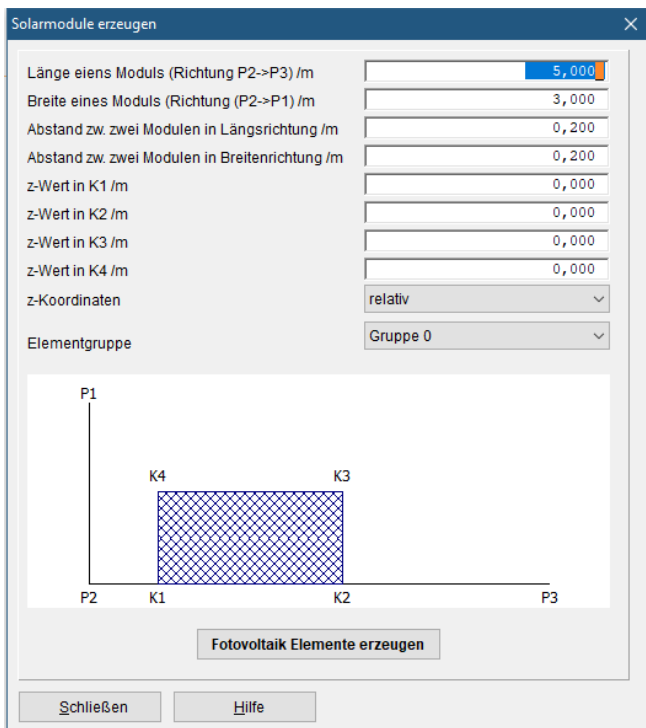 Solarmodule erzeugen
Länge eiens Moduls (Richtung P2->P3) /m 5,000
Breite eines Moduls (Richtung (P2->P1) /m 3,000
Abstand zw. zwei Modulen in Längsrichtung /m 0,200
Abstand zw. zwei Modulen in Breitenrichtung /m 0,200
z-Wert in K1 /m 0,000
z-Wert in K2 /m 0,000
z-Wert in K3 /m 0,000
z-Wert in K4 /m 0,000
z-Koordinaten relativ
Elementgruppe Gruppe 0
P1
K4 K3
P2 K1 K2 P3
Fotovoltaik Elemente erzeugen
Schließen Hilfe